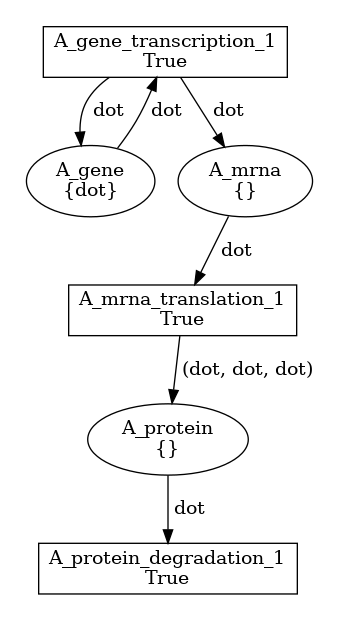 A_gene_transcription_1
True
dot
dot
dot
A_gene
{dot}
A_mrna
{}
dot
A_mrna_translation_1
True
(dot, dot, dot)
A_protein
{}
dot
A_protein_degradation_1
True